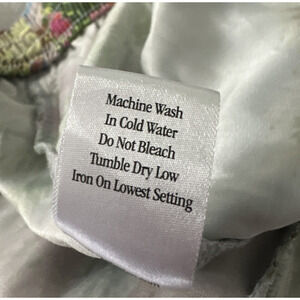 Machine Wash
In Cold Water
Do Not Bleach
Tumble Dry Low
Iron On Lowest Setting